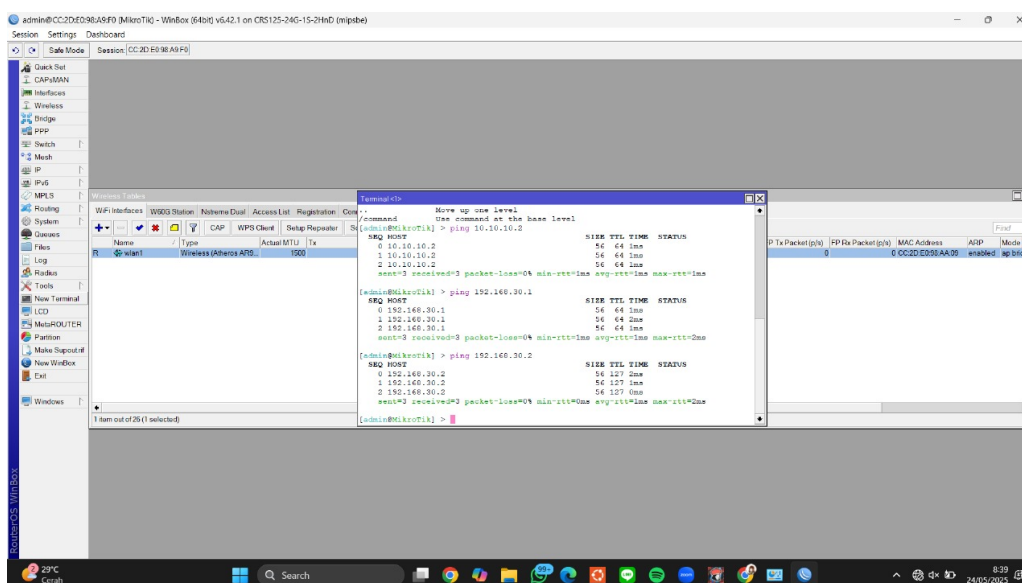 admin@CC:2D:E0:98:A9:F0 (MikroTik) - WinBox (64bit) v6.42.1 on CRS125-24G-1S-2HnD (mipsbe)
Session Settings Dashboard
Safe Mode Session: CC:2D:E0:98:A9:F0
Quick Set
CAPsMAN
Interfaces
Wireless
Bridge
PPP
Switch
Mesh
IP
IPv6
MPLS
Routing
System
Queues
Files
Log
Radius
Tools
New Terminal
LCD
MetaROUTER
Partition
Make Supout.rif
New WinBox
Exit
Windows
RouterOS WinBox
Wireless Tables
WiFi Interfaces W60G Station Nstreme Dual Access List Registration
CAP WPS Client Setup Repeater
Find
Name Type Actual MTU Tx
R wlan1 Wireless (Atheros AR9... 1500
P Tx Packet (p/s) FP Rx Packet (p/s) MAC Address ARP Mode
0 0 CC:2D:E0:98:AA:09 enabled
1 item out of 26 (1 selected)
Terminal <1>
.. Move up one level
/command Use command at the base level
[admin@MikroTik] > ping 10.10.10.2
SEQ HOST SIZE TTL TIME STATUS
0 10.10.10.2 56 64 1ms
1 10.10.10.2 56 64 1ms
2 10.10.10.2 56 64 1ms
sent=3 received=3 packet-loss=0% min-rtt=1ms avg-rtt=1ms max-rtt=1ms
[admin@MikroTik] > ping 192.168.30.1
SEQ HOST SIZE TTL TIME STATUS
0 192.168.30.1 56 64 1ms
1 192.168.30.1 56 64 2ms
2 192.168.30.1 56 64 1ms
sent=3 received=3 packet-loss=0% min-rtt=1ms avg-rtt=1ms max-rtt=2ms
[admin@MikroTik] > ping 192.168.30.2
SEQ HOST SIZE TTL TIME STATUS
0 192.168.30.2 56 127 2ms
1 192.168.30.2 56 127 1ms
2 192.168.30.2 56 127 0ms
sent=3 received=3 packet-loss=0% min-rtt=0ms avg-rtt=1ms max-rtt=2ms
[admin@MikroTik] >
29°C
Cerah
Search
99+
8:39
24/05/2025